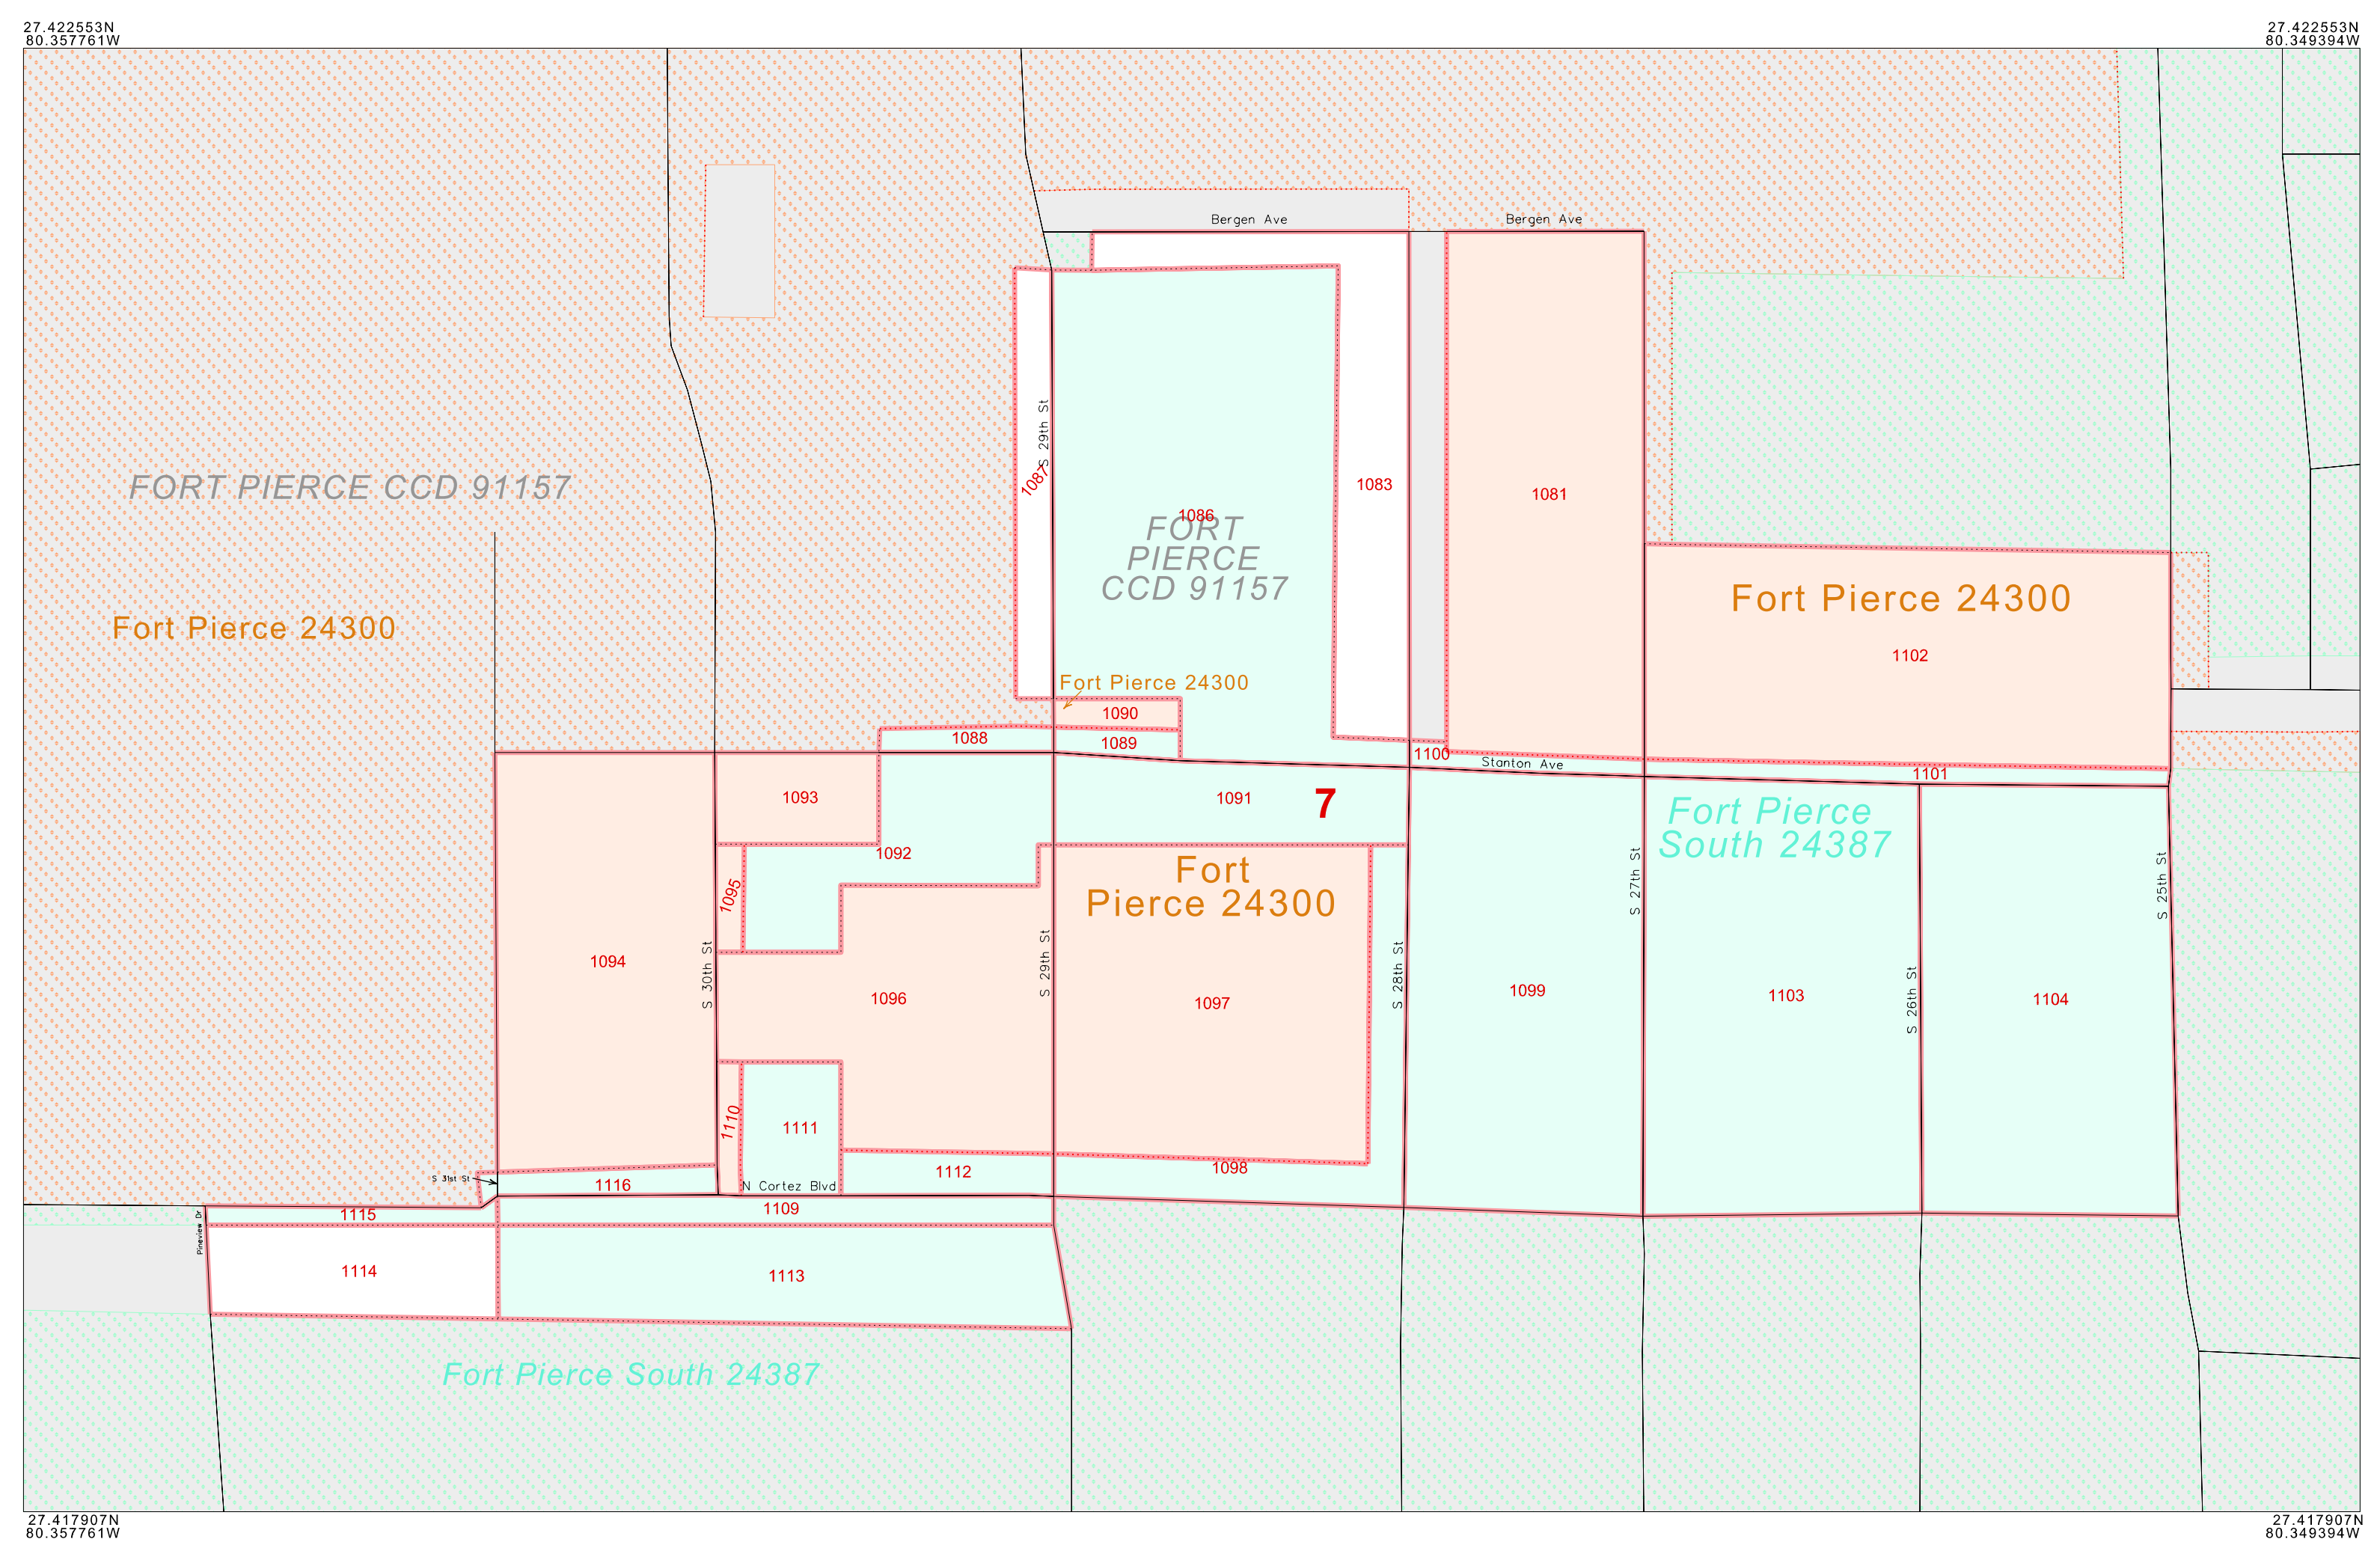 27.422553N
80.357761W
27.422553N
80.349394W
Bergen Ave
Bergen Ave
S 29th St
1087
1083
1081
FORT PIERCE CCD 91157
1086
FORT
PIERCE
CCD 91157
Fort Pierce 24300
Fort Pierce 24300
1102
Fort Pierce 24300
1090
1088
1089
1100
Stanton Ave
1101
1093
1091
7
Fort Pierce
South 24387
1092
Fort
Pierce 24300
1095
S 27th St
S 25th St
1094
S 30th St
S 29th St
S 28th St
S 26th St
1096
1097
1099
1103
1104
1110
1111
1112
1098
S 31st St
1116
N Cortez Blvd
1109
1115
Pineview Dr
1114
1113
Fort Pierce South 24387
27.417907N
80.357761W
27.417907N
80.349394W